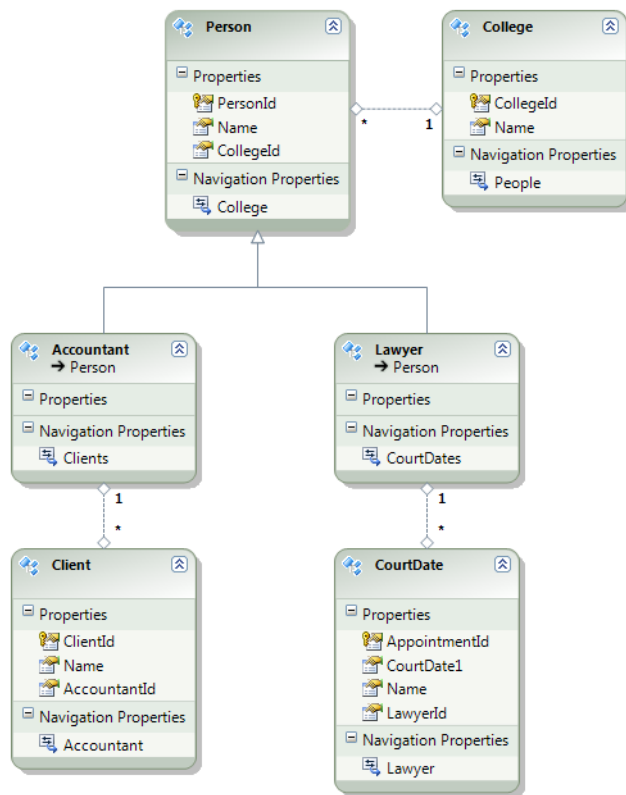 Person
Properties
PersonId
Name
CollegeId
Navigation Properties
College
*
1
College
Properties
CollegeId
Name
Navigation Properties
People
Accountant
→ Person
Properties
Navigation Properties
Clients
1
*
Lawyer
→ Person
Properties
Navigation Properties
CourtDates
1
*
Client
Properties
ClientId
Name
AccountantId
Navigation Properties
Accountant
CourtDate
Properties
AppointmentId
CourtDate1
Name
LawyerId
Navigation Properties
Lawyer